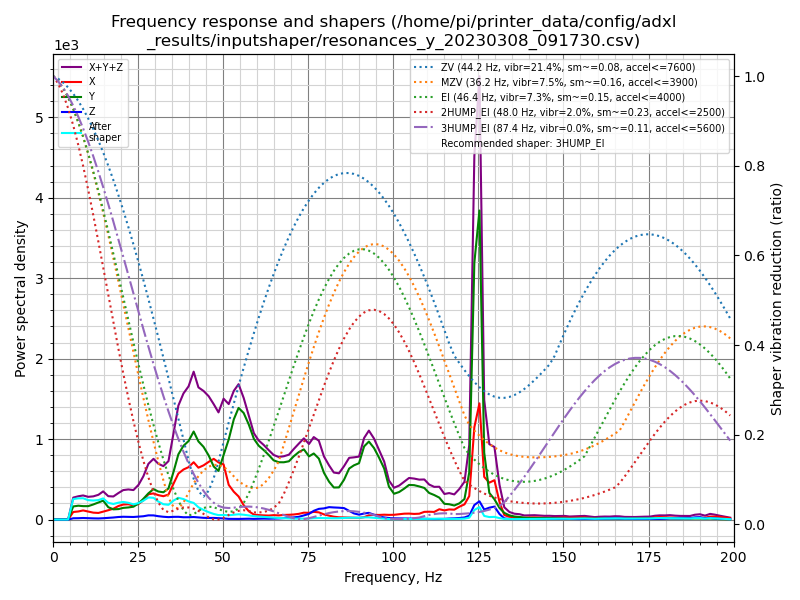 Frequency response and shapers (/home/pi/printer_data/config/adxl
_results/inputshaper/resonances_y_20230308_091730.csv)
1e3
X+Y+Z
X
Y
Z
After
shaper
ZV (44.2 Hz, vibr=21.4%, sm~=0.08, accel<=7600)
MZV (36.2 Hz, vibr=7.5%, sm~=0.16, accel<=3900)
EI (46.4 Hz, vibr=7.3%, sm~=0.15, accel<=4000)
2HUMP_EI (48.0 Hz, vibr=2.0%, sm~=0.23, accel<=2500)
3HUMP_EI (87.4 Hz, vibr=0.0%, sm~=0.11, accel<=5600)
Recommended shaper: 3HUMP_EI
5
4
3
2
1
0
Power spectral density
1.0
0.8
0.6
0.4
0.2
0.0
Shaper vibration reduction (ratio)
0 25 50 75 100 125 150 175 200
Frequency, Hz